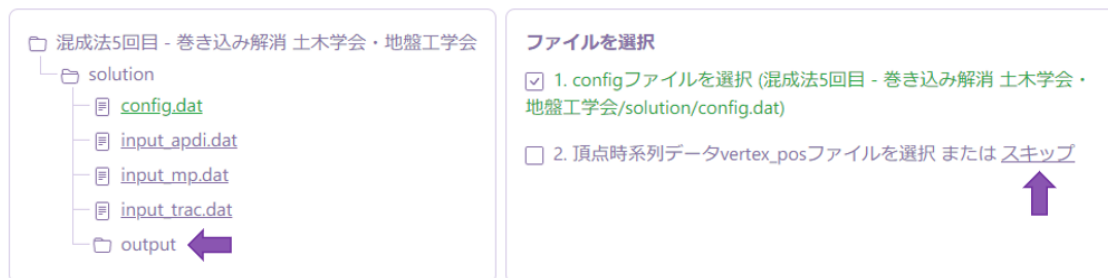 混成法5回目 - 巻き込み解消 土木学会・地盤工学会
solution
config.dat
input_apdi.dat
input_mp.dat
input_trac.dat
output
ファイルを選択
1. configファイルを選択 (混成法5回目 - 巻き込み解消 土木学会・
地盤工学会/solution/config.dat)
2. 頂点時系列データvertex_posファイルを選択 または スキップ